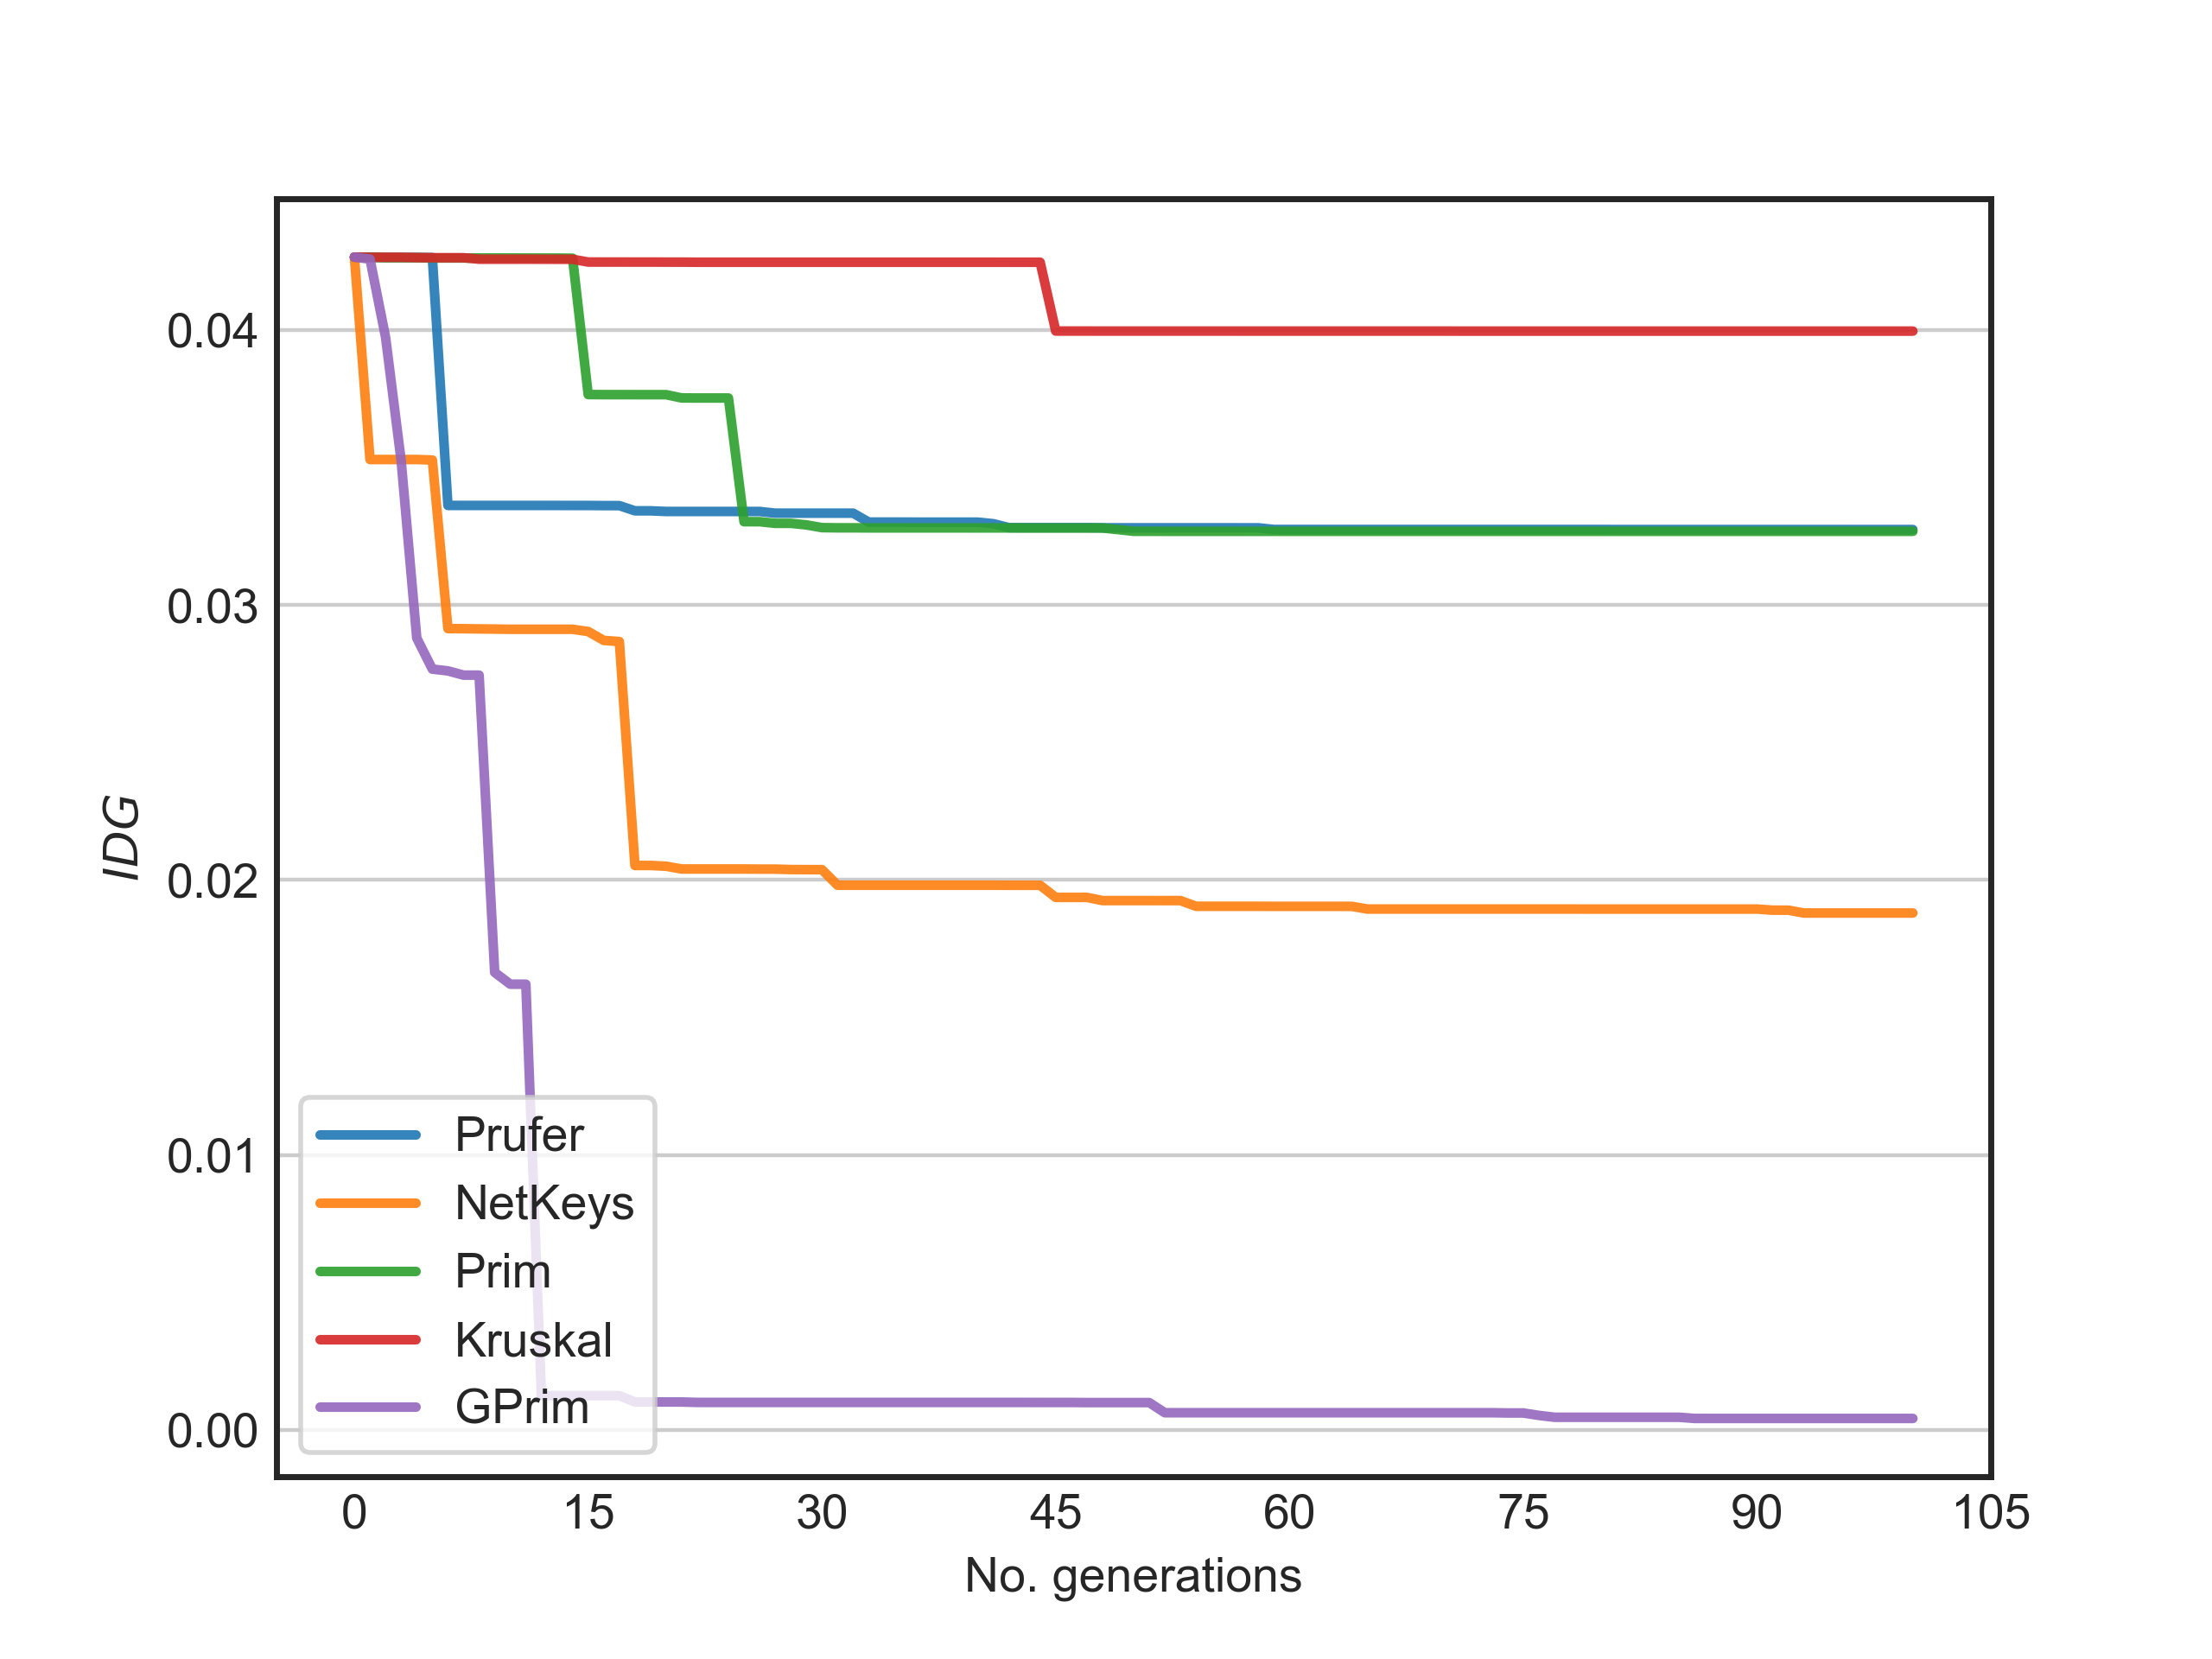 0.04
0.03
0.02
0.01
0.00
IDG
Prufer
NetKeys
Prim
Kruskal
GPrim
0 15 30 45 60 75 90 105
No. generations